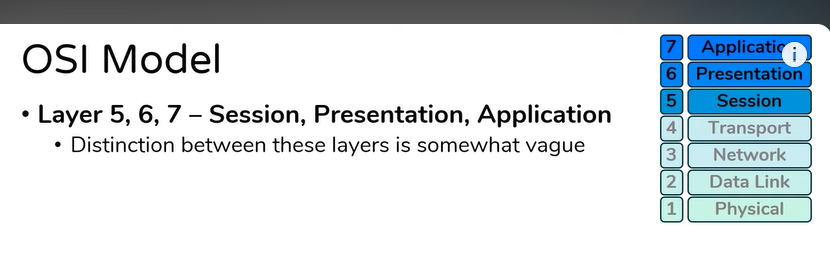 OSI Model
• Layer 5, 6, 7 – Session, Presentation, Application
• Distinction between these layers is somewhat vague
7 Applicatio
6 Presentation
5 Session
4 Transport
3 Network
2 Data Link
1 Physical